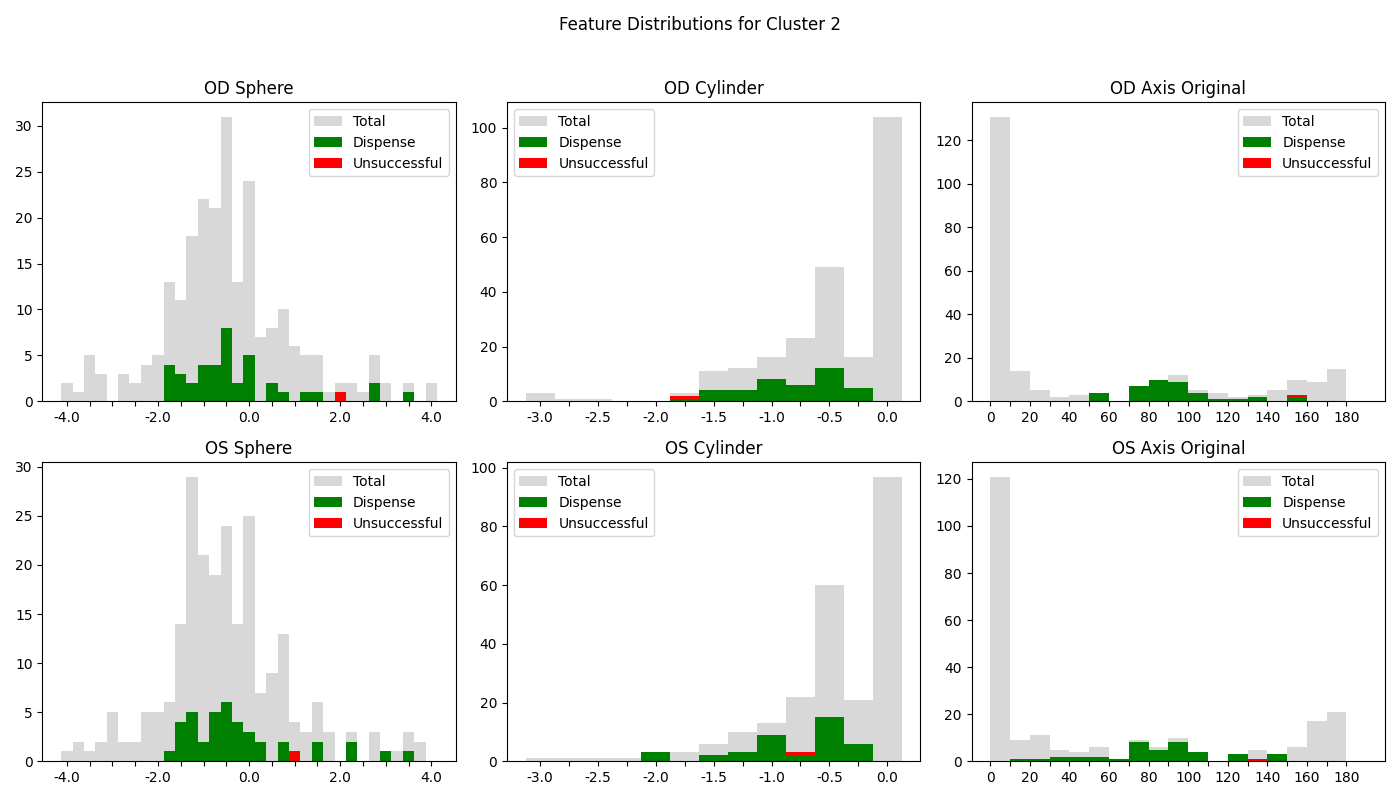 Feature Distributions for Cluster 2
OD Sphere
Total
Dispense
Unsuccessful
30
25
20
15
10
5
0
-4.0 -2.0 0.0 2.0 4.0
OD Cylinder
Total
Dispense
Unsuccessful
100
80
60
40
20
0
-3.0 -2.5 -2.0 -1.5 -1.0 -0.5 0.0
OD Axis Original
Total
Dispense
Unsuccessful
120
100
80
60
40
20
0
0 20 40 60 80 100 120 140 160 180
OS Sphere
Total
Dispense
Unsuccessful
30
25
20
15
10
5
0
-4.0 -2.0 0.0 2.0 4.0
OS Cylinder
Total
Dispense
Unsuccessful
100
80
60
40
20
0
-3.0 -2.5 -2.0 -1.5 -1.0 -0.5 0.0
OS Axis Original
Total
Dispense
Unsuccessful
120
100
80
60
40
20
0
0 20 40 60 80 100 120 140 160 180